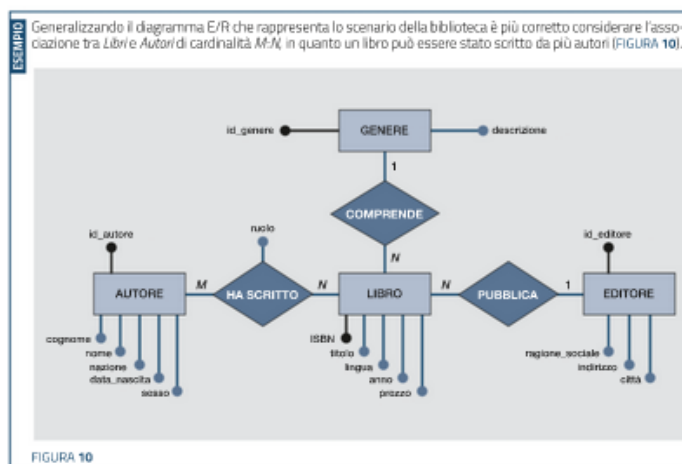 ESEMPIO
Generalizzando il diagramma E/R che rappresenta lo scenario della biblioteca è più corretto considerare l'asso-
ciazione tra Libri e Autori di cardinalità M:N, in quanto un libro può essere stato scritto da più autori (FIGURA 10).
id_genere
GENERE
descrizione
1
COMPRENDE
id_autore
ruolo
id_editore
N
AUTORE
M
HA SCRITTO
N
LIBRO
N
PUBBLICA
1
EDITORE
cognome
nome
nazione
data_nascita
sesso
ISBN
titolo
lingua
anno
prezzo
ragione_sociale
indirizzo
città
FIGURA 10